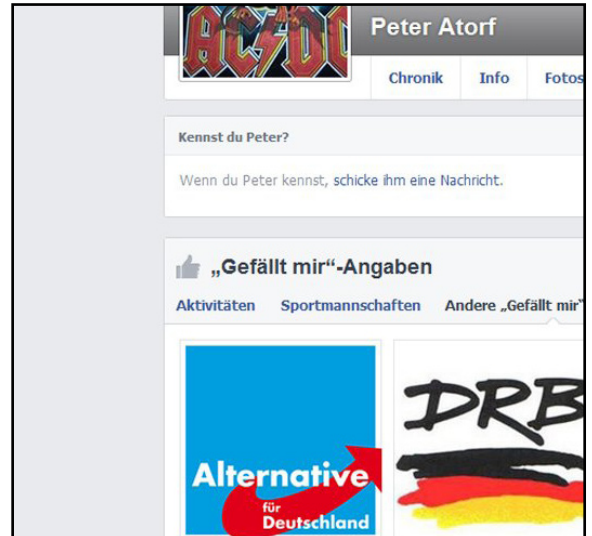 AC/DC
Peter Atorf
Chronik Info Fotos
Kennst du Peter?
Wenn du Peter kennst, schicke ihm eine Nachricht.
„Gefällt mir“-Angaben
Aktivitäten Sportmannschaften Andere „Gefällt mir“
Alternative
für
Deutschland
DRB